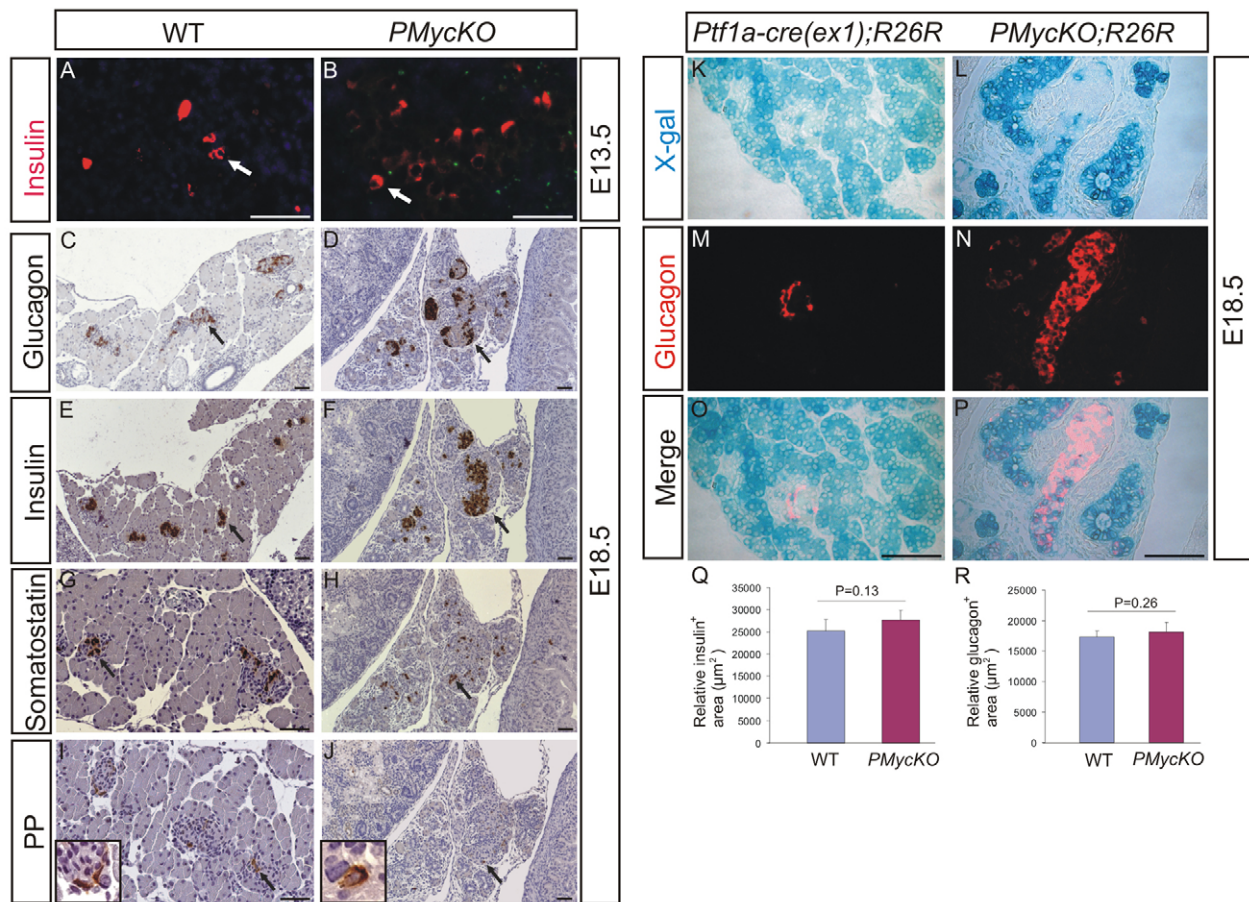 WT
PMycKO
Insulin
A
B
E13.5
Glucagon
C
D
Insulin
E
F
Somatostatin
G
H
PP
I
J
E18.5
Ptf1a-cre(ex1);R26R
PMycKO;R26R
X-gal
K
L
Glucagon
M
N
Merge
O
P
E18.5
Q
P=0.13
Relative insulin+
area (µm2)
35000
30000
25000
20000
15000
10000
5000
0
WT
PMycKO
R
P=0.26
Relative glucagon+
area (µm2)
25000
20000
15000
10000
5000
0
WT
PMycKO